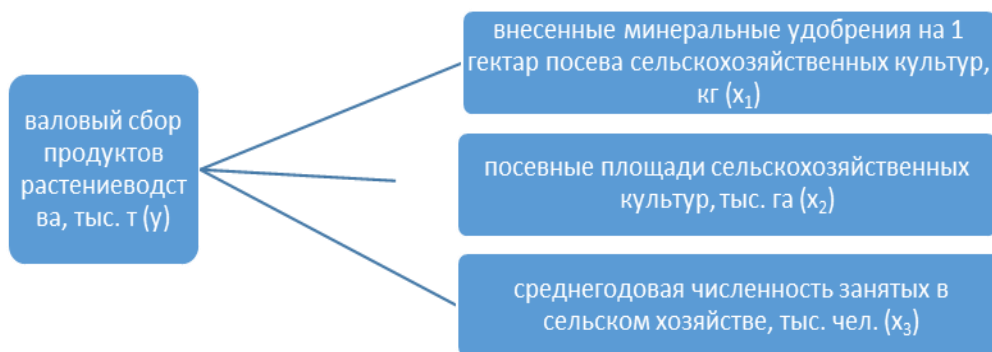 валовый сбор
продуктов
растениеводст
ва, тыс. т (y)
внесенные минеральные удобрения на 1
гектар посева сельскохозяйственных культур,
кг (x₁)
посевные площади сельскохозяйственных
культур, тыс. га (x₂)
среднегодовая численность занятых в
сельском хозяйстве, тыс. чел. (x₃)